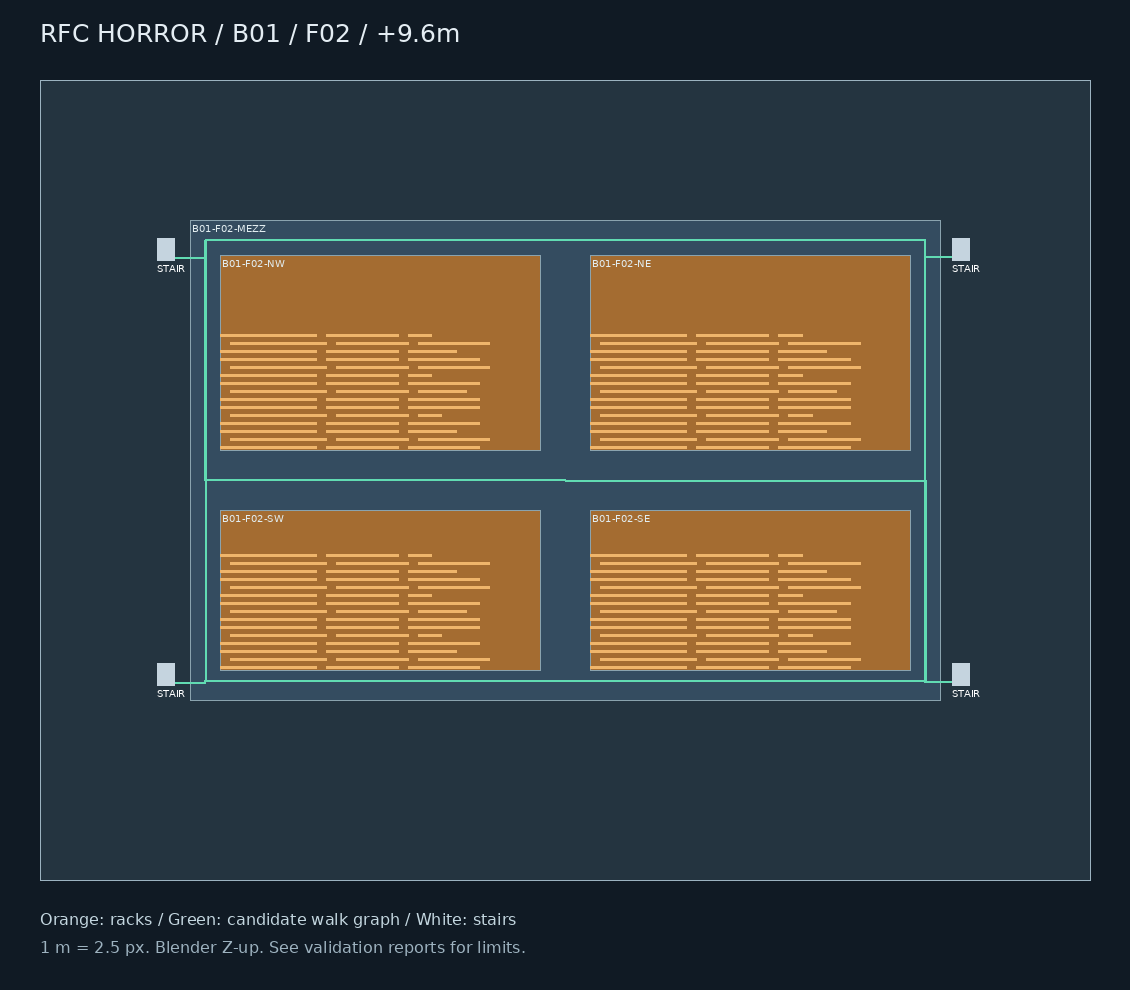 RFC HORROR / B01 / F02 / +9.6m
B01-F02-MEZZ
B01-F02-NW
B01-F02-NE
STAIR
STAIR
B01-F02-SW
B01-F02-SE
STAIR
STAIR
Orange: racks / Green: candidate walk graph / White: stairs
1 m = 2.5 px. Blender Z-up. See validation reports for limits.